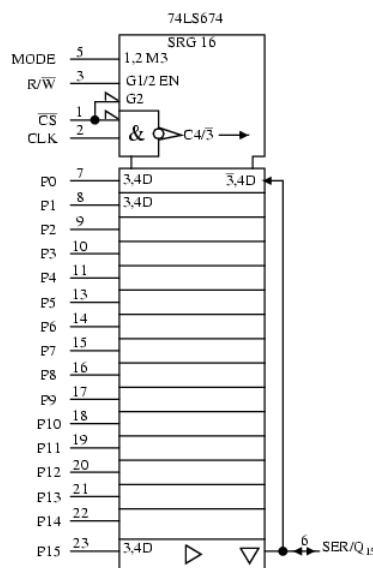 74LS674
SRG 16
MODE 5 1,2 M3
R/W̅ 3 G1/2 EN
G2
C̅S̅ 1
CLK 2 & C4/3̅
P0 7 3,4D 3̅,4D
P1 8 3,4D
P2 9
P3 10
P4 11
P5 13
P6 14
P7 15
P8 16
P9 17
P10 18
P11 19
P12 20
P13 21
P14 22
P15 23 3,4D 6 SER/Q15